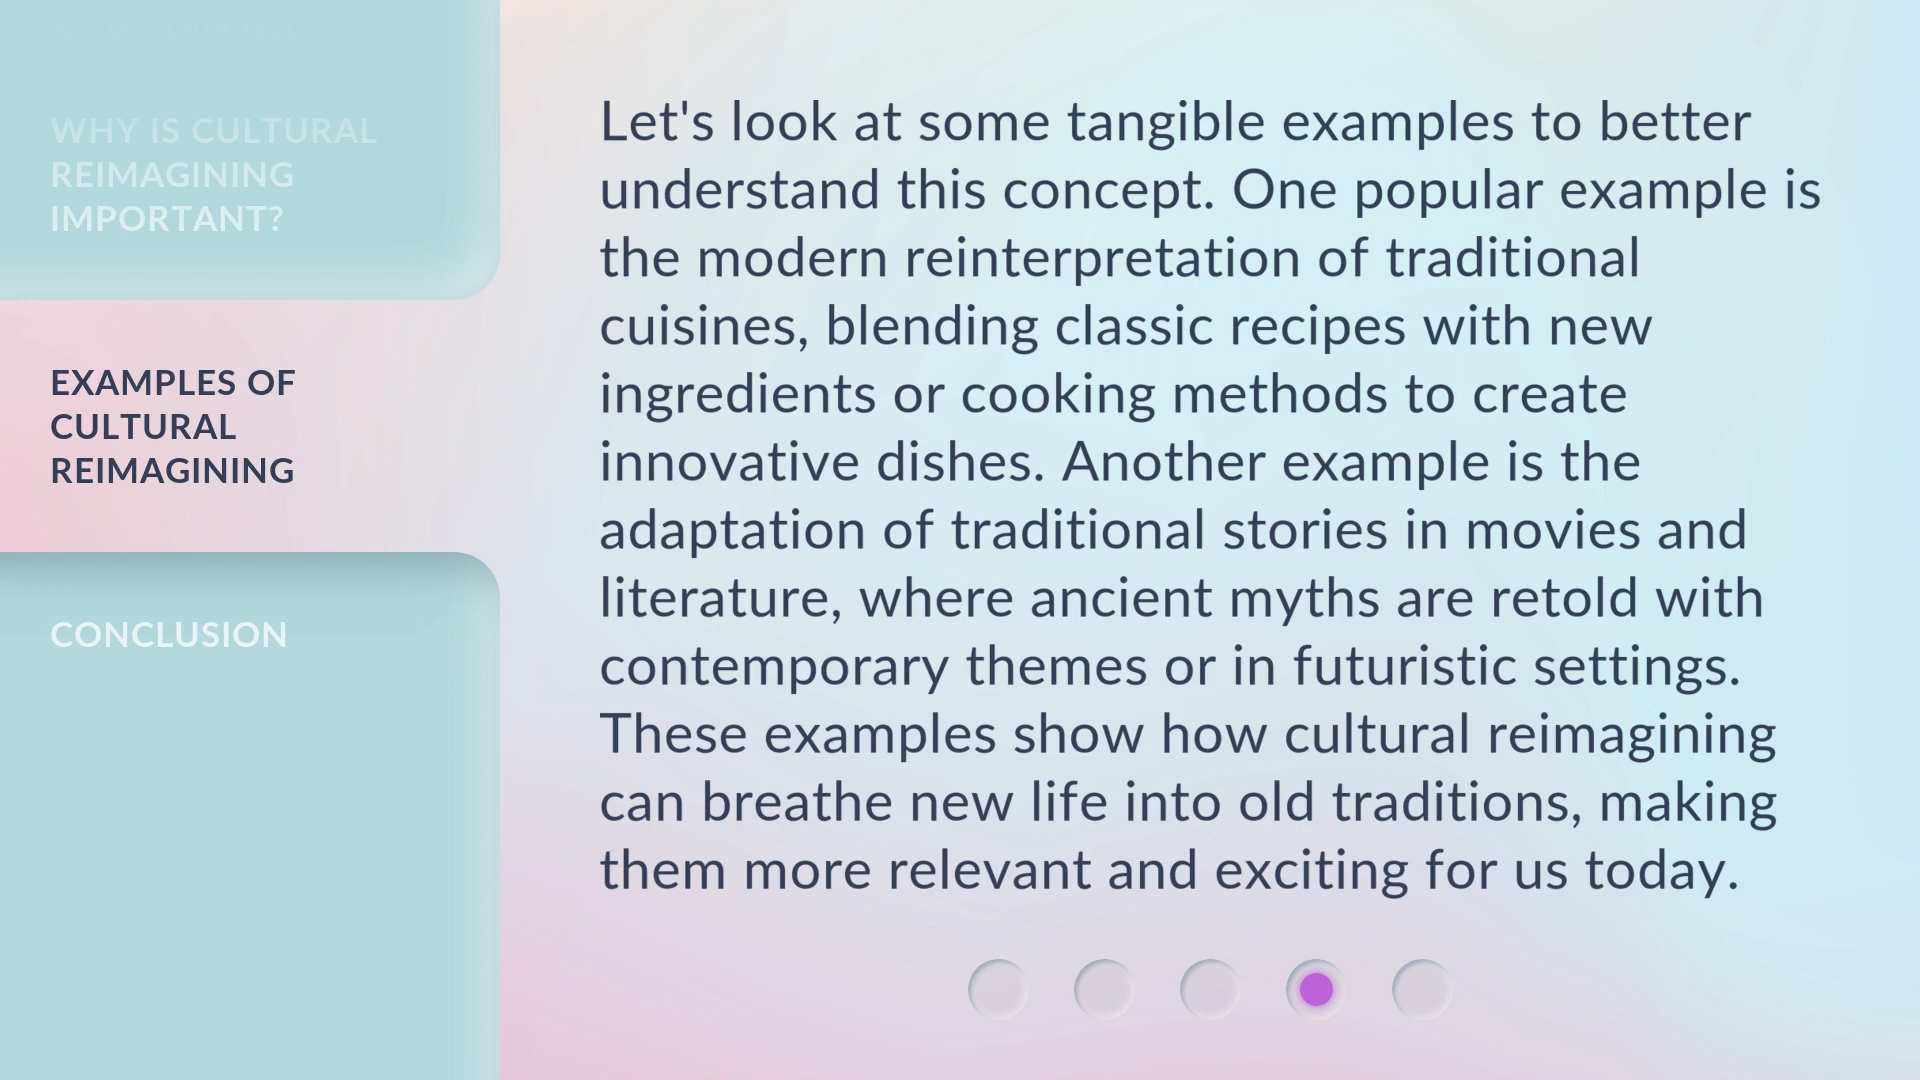 WHY IS CULTURAL
REIMAGINING
IMPORTANT?
EXAMPLES OF
CULTURAL
REIMAGINING
CONCLUSION
Let's look at some tangible examples to better
understand this concept. One popular example is
the modern reinterpretation of traditional
cuisines, blending classic recipes with new
ingredients or cooking methods to create
innovative dishes. Another example is the
adaptation of traditional stories in movies and
literature, where ancient myths are retold with
contemporary themes or in futuristic settings.
These examples show how cultural reimagining
can breathe new life into old traditions, making
them more relevant and exciting for us today.